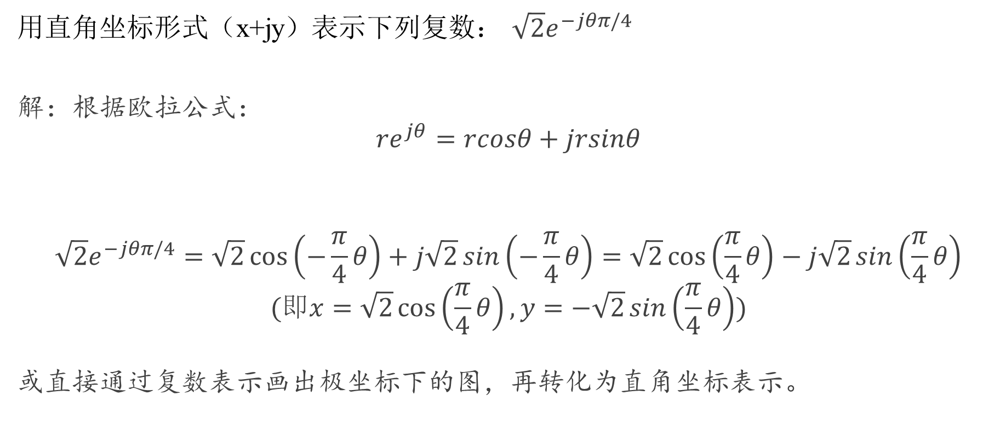 用直角坐标形式（x+jy）表示下列复数： $\sqrt{2}e^{-j\theta\pi/4}$
解：根据欧拉公式：
$re^{j\theta} = rcos\theta + jrsin\theta$
$\sqrt{2}e^{-j\theta\pi/4} = \sqrt{2}\cos\left(-\frac{\pi}{4}\theta\right) + j\sqrt{2}sin\left(-\frac{\pi}{4}\theta\right) = \sqrt{2}\cos\left(\frac{\pi}{4}\theta\right) - j\sqrt{2}sin\left(\frac{\pi}{4}\theta\right)$
$(即x = \sqrt{2}\cos\left(\frac{\pi}{4}\theta\right), y = -\sqrt{2}sin\left(\frac{\pi}{4}\theta\right))$
或直接通过复数表示画出极坐标下的图，再转化为直角坐标表示。